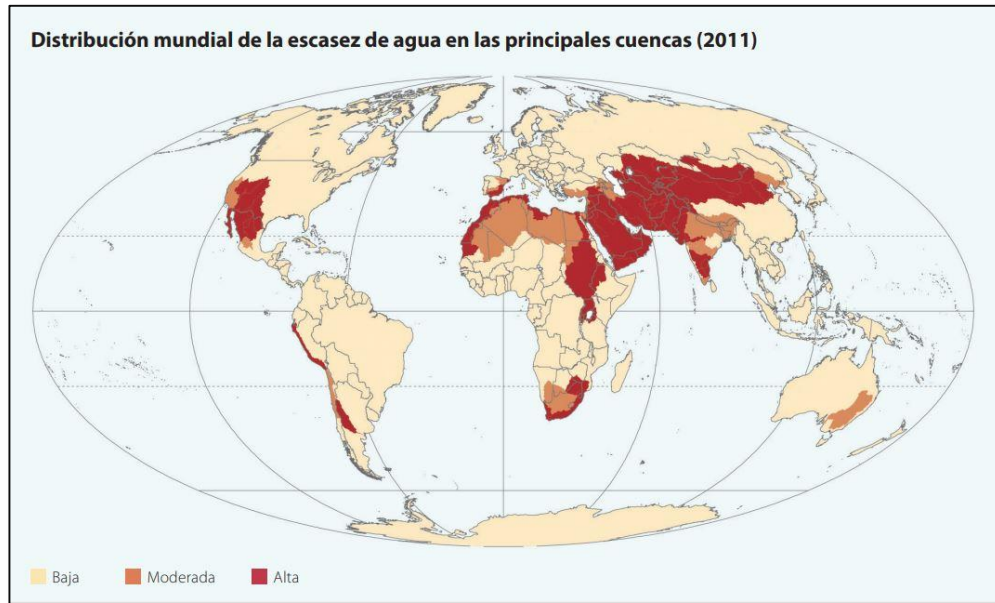 Distribución mundial de la escasez de agua en las principales cuencas (2011)
Baja Moderada Alta